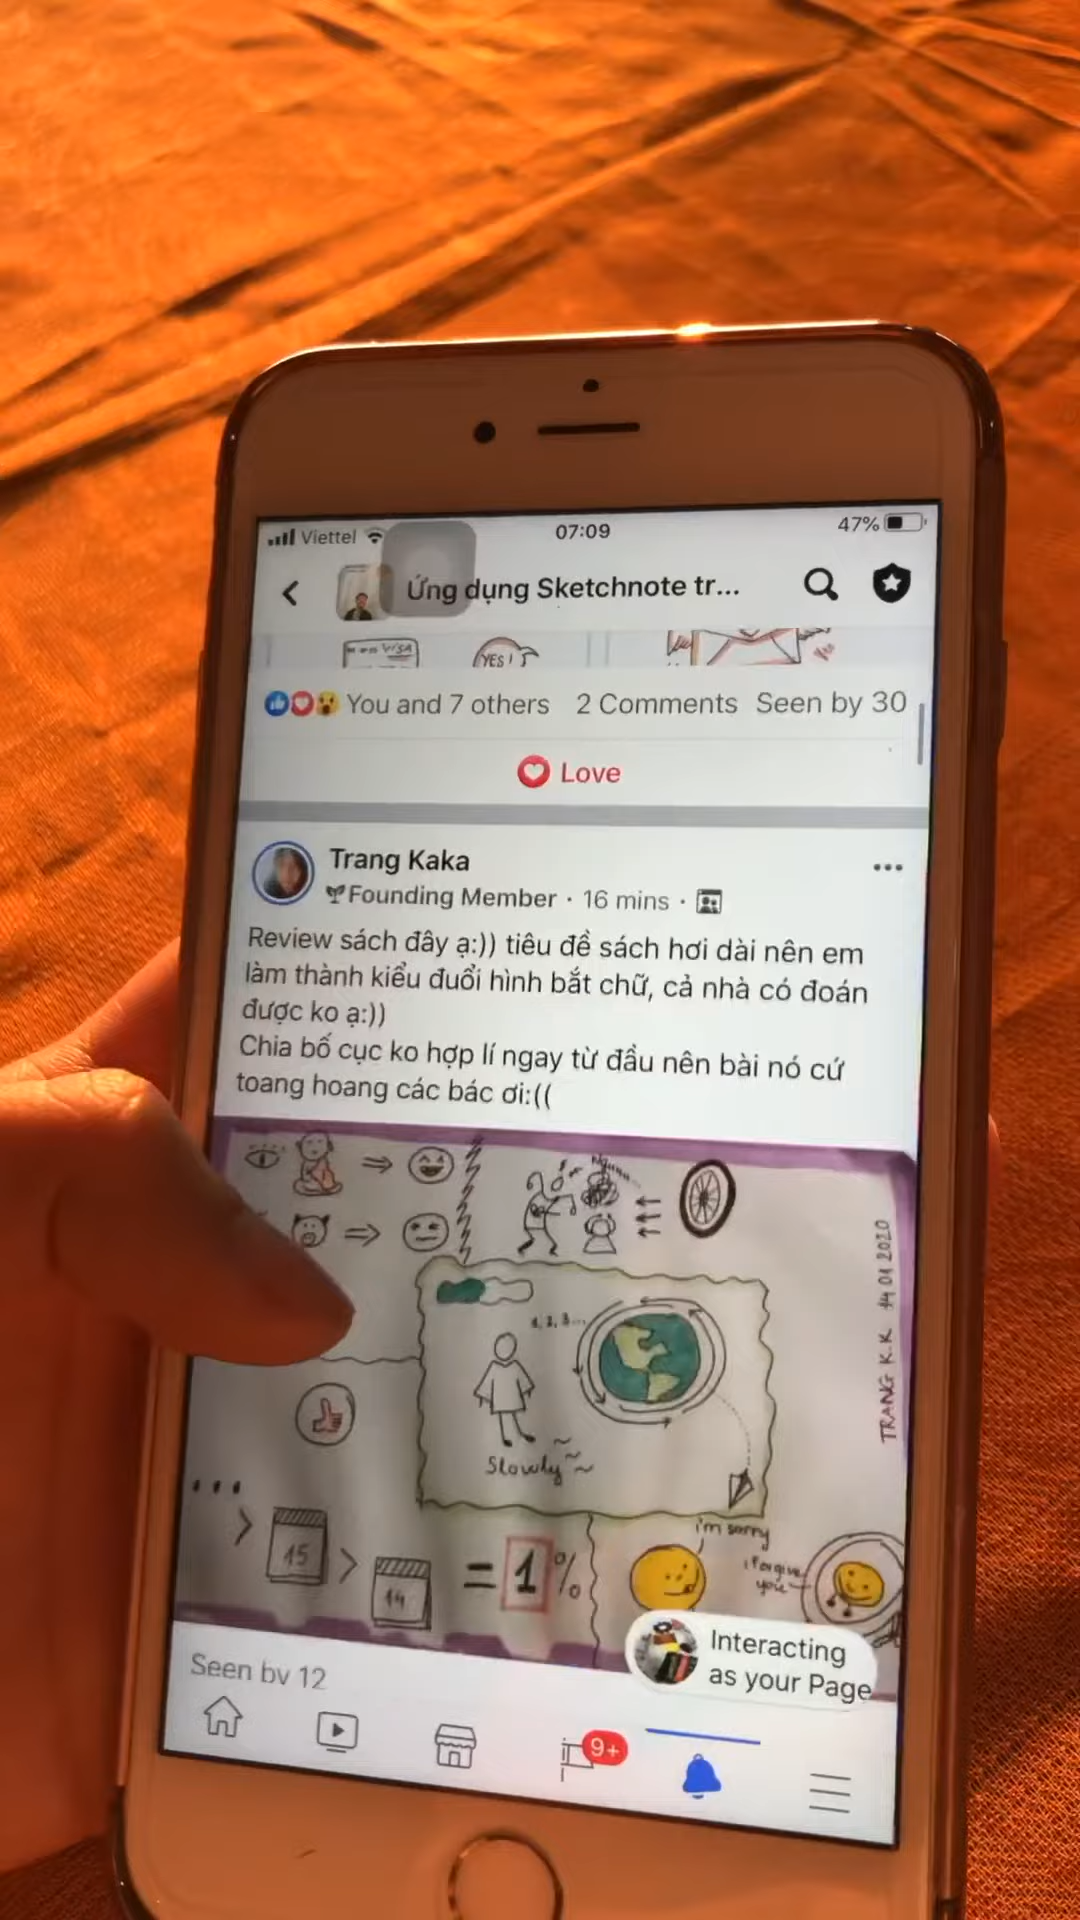 Viettel
07:09
47%
Ứng dụng Sketchnote tr...
VISA
YES!
You and 7 others 2 Comments Seen by 30
Love
Trang Kaka
Founding Member · 16 mins ·
Review sách đây ạ:)) tiêu đề sách hơi dài nên em
làm thành kiểu đuổi hình bắt chữ, cả nhà có đoán
được ko ạ:))
Chia bố cục ko hợp lí ngay từ đầu nên bài nó cứ
toang hoang các bác ơi:((
1, 2, 3...
Slowly
TRANG K.K 14 01 2020
...
> 15 > 14 = 1%
i'm sorry
i forgive
you
Interacting
as your Page
Seen by 12
9+